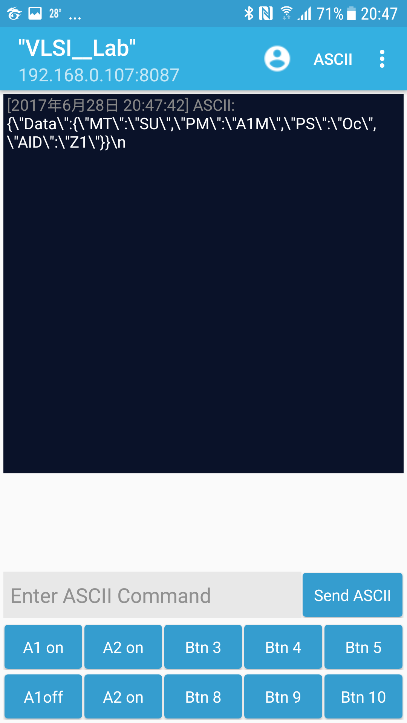 28° ... 71% 20:47
"VLSI__Lab"
192.168.0.107:8087
ASCII
[2017年6月28日 20:47:42] ASCII:
{\"Data\":{\"MT\":\"SU\",\"PM\":\"A1M\",\"PS\":\"Oc\",
\"AID\":\"Z1\"}}\n
Enter ASCII Command Send ASCII
A1 on A2 on Btn 3 Btn 4 Btn 5
A1off A2 on Btn 8 Btn 9 Btn 10